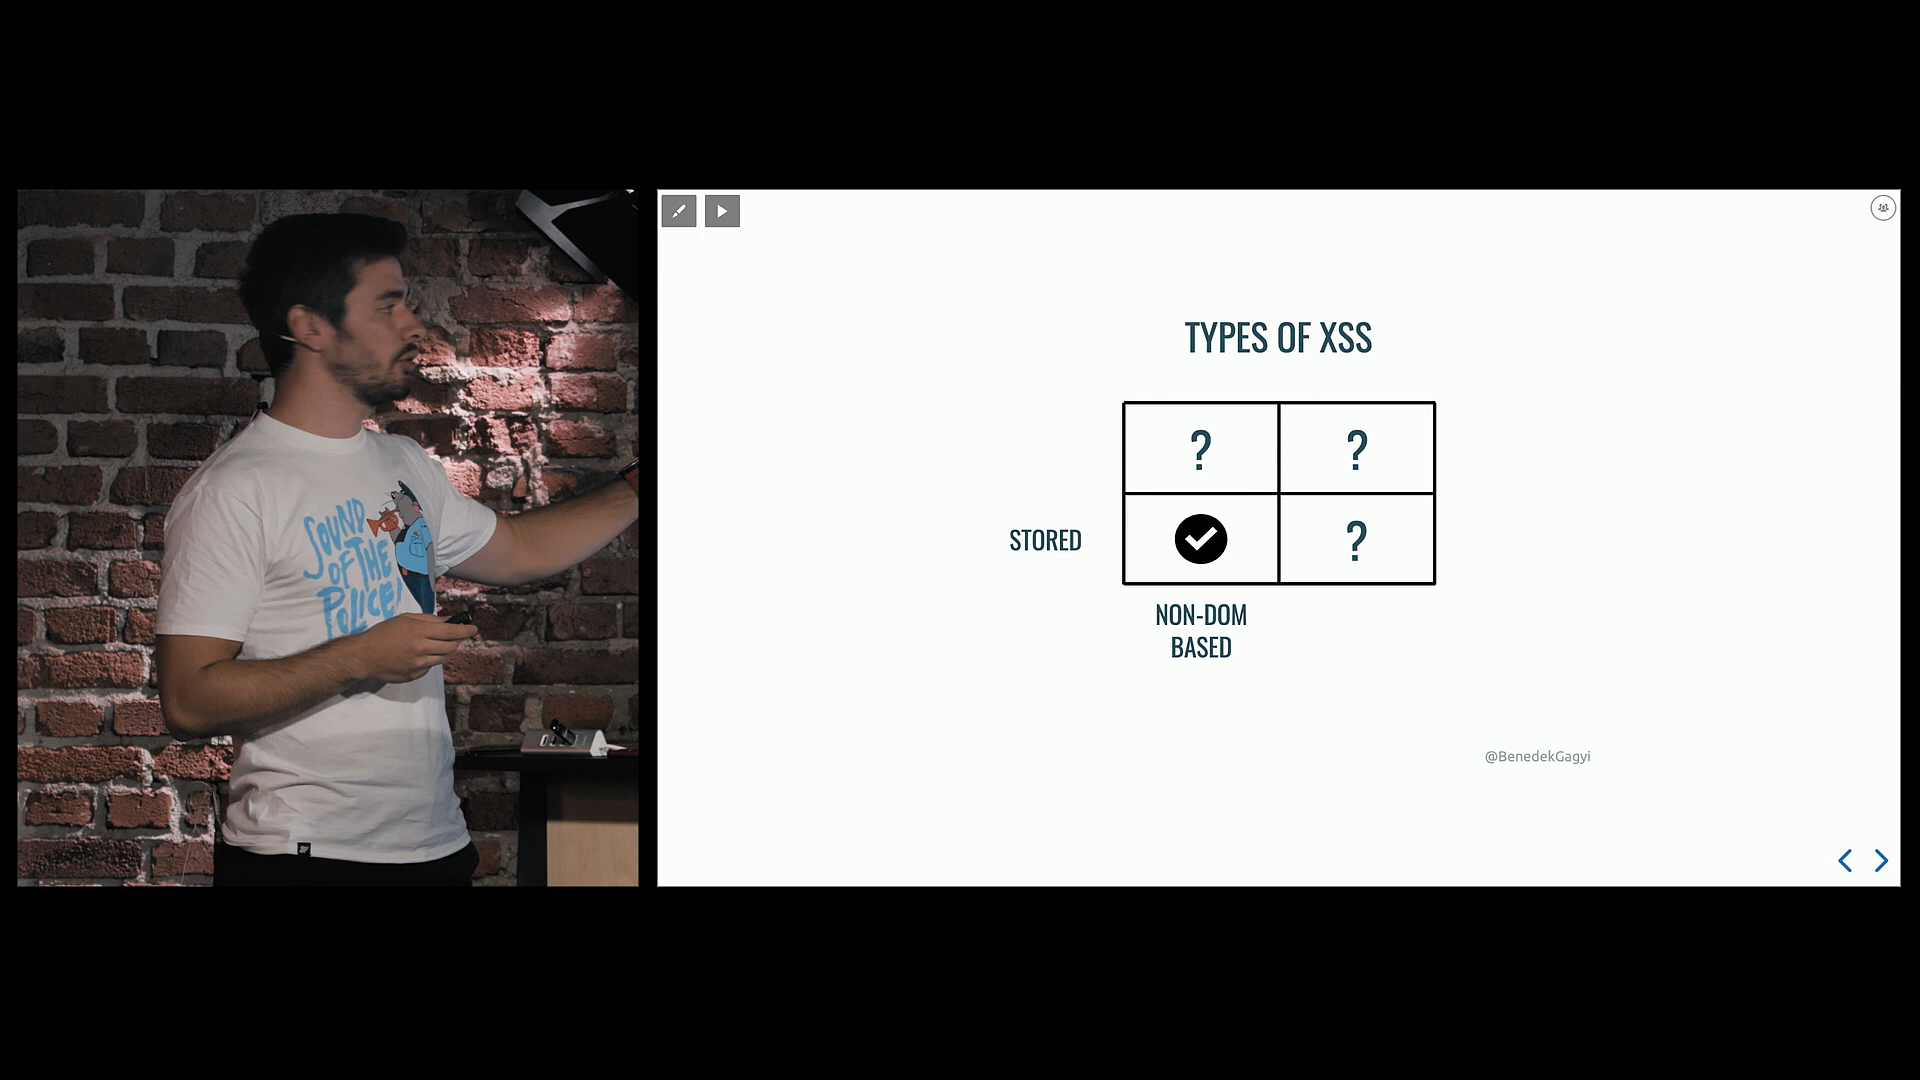 SOUND
OF THE
POLICE!
TYPES OF XSS
? ?
STORED ?
NON-DOM
BASED
@BenedekGagyi